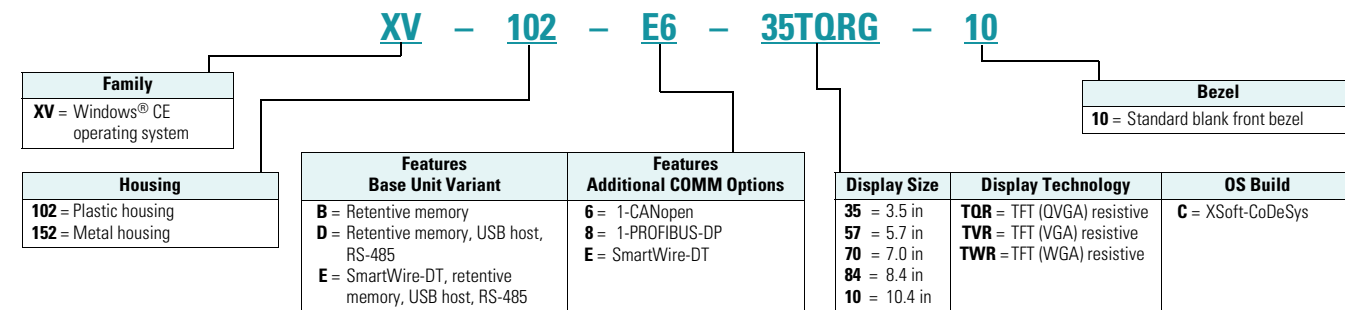 XV – 102 – E6 – 35TQRG – 10
Family
XV = Windows® CE
operating system
Bezel
10 = Standard blank front bezel
Housing
102 = Plastic housing
152 = Metal housing
Features
Base Unit Variant
B = Retentive memory
D = Retentive memory, USB host,
RS-485
E = SmartWire-DT, retentive
memory, USB host, RS-485
Features
Additional COMM Options
6 = 1-CANopen
8 = 1-PROFIBUS-DP
E = SmartWire-DT
Display Size
35 = 3.5 in
57 = 5.7 in
70 = 7.0 in
84 = 8.4 in
10 = 10.4 in
Display Technology
TQR = TFT (QVGA) resistive
TVR = TFT (VGA) resistive
TWR = TFT (WGA) resistive
OS Build
C = XSoft-CoDeSys